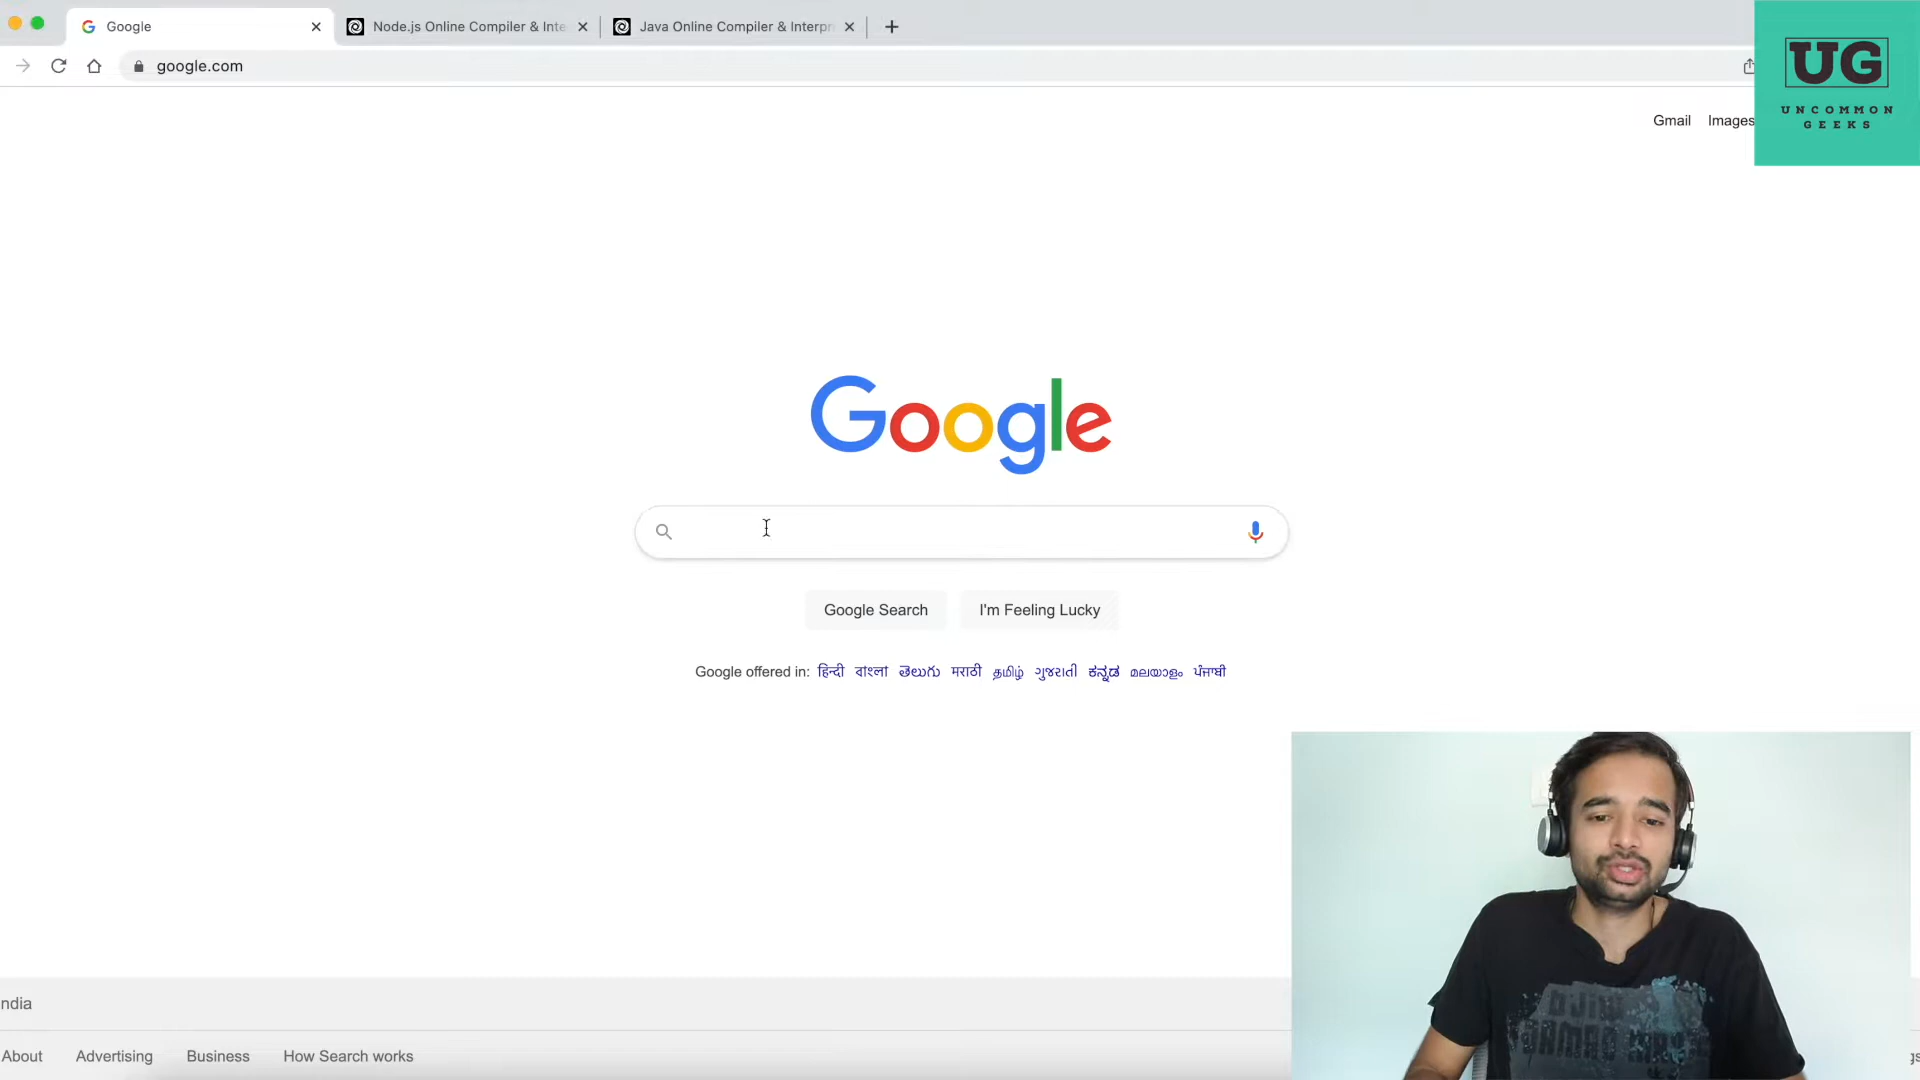 Google
Node.js Online Compiler & Inte
Java Online Compiler & Interpr
google.com
UG
UNCOMMON
GEEKS
Gmail Images
Google
Google Search I'm Feeling Lucky
Google offered in: हिन्दी বাংলা తెలుగు मराठी தமிழ் ગુજરાતી ಕನ್ನಡ മലയാളം ਪੰਜਾਬੀ
ndia
About Advertising Business How Search works
gs